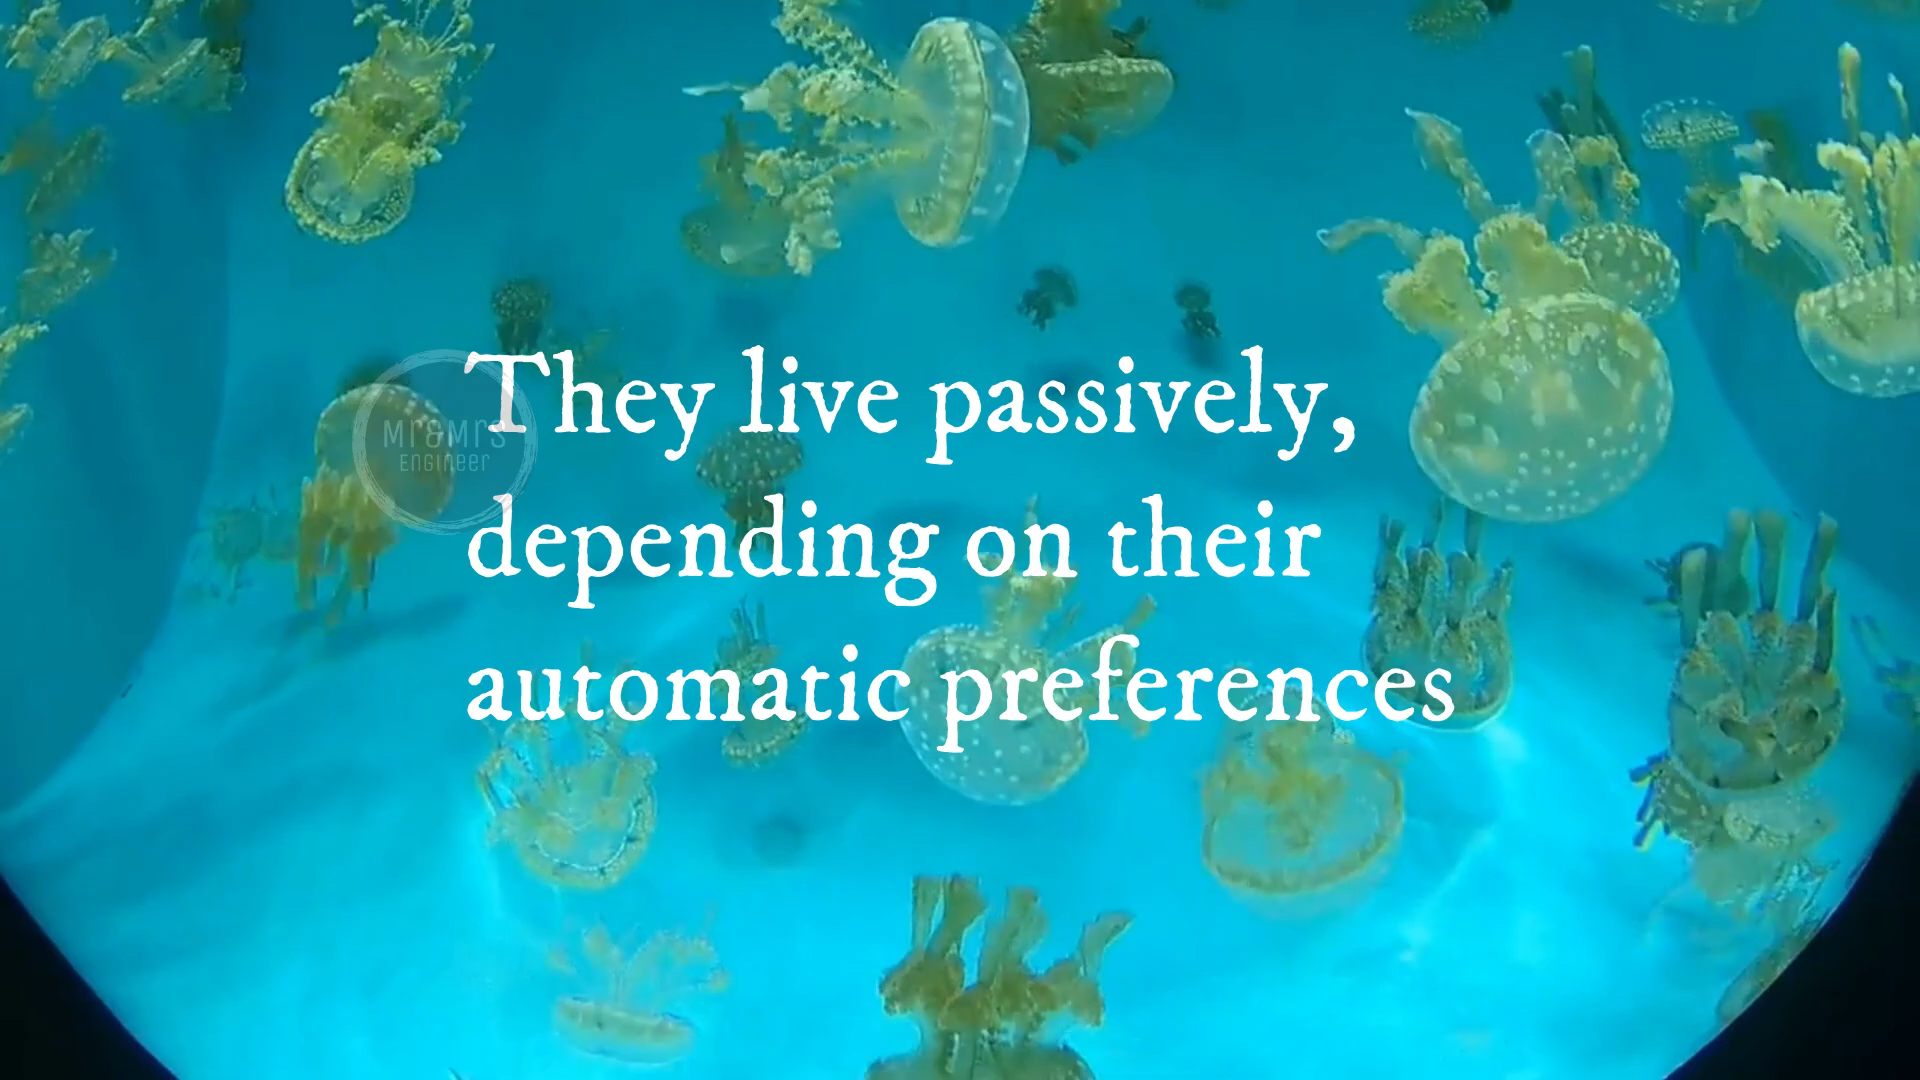 They live passively,
depending on their
automatic preferences
Mr&Mrs
Engineer